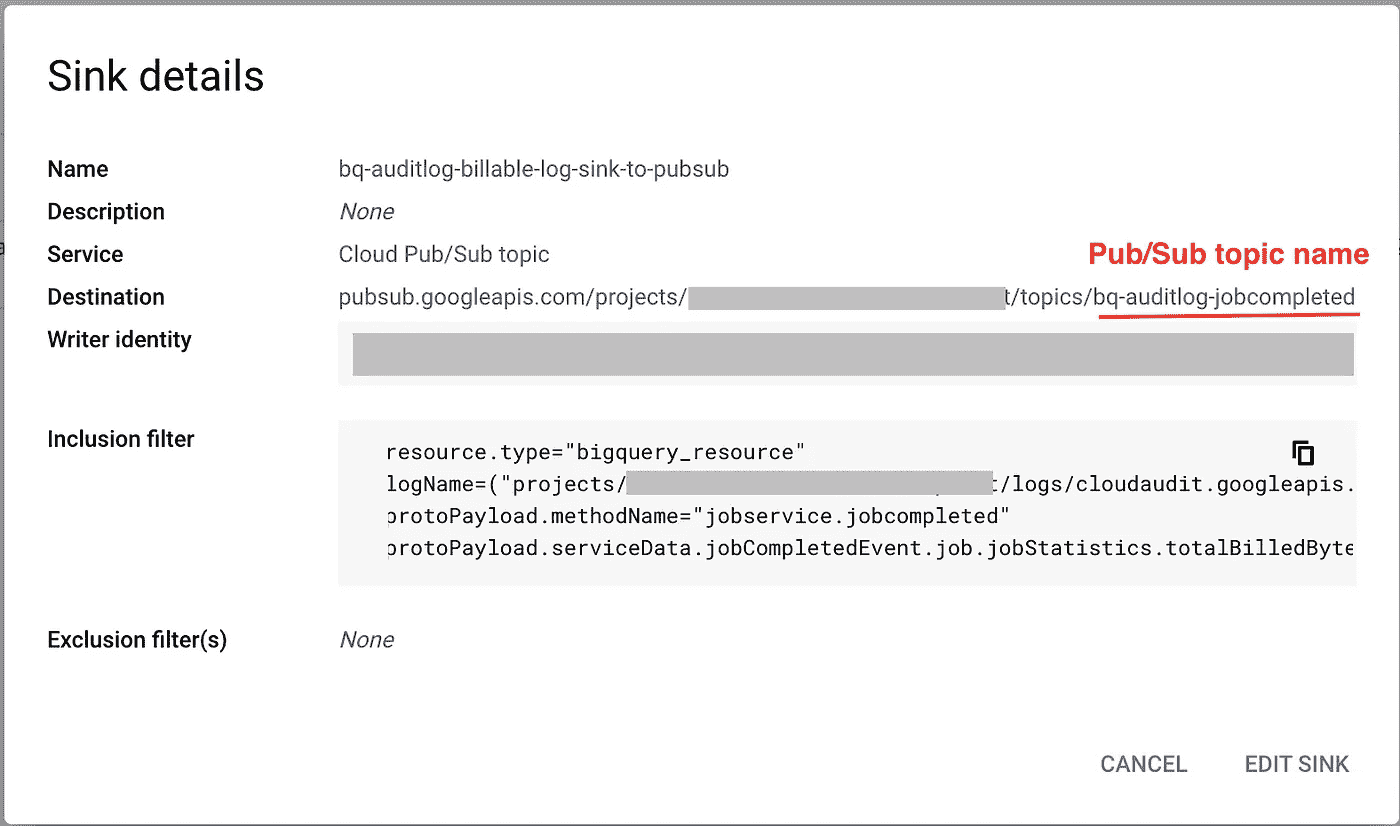 Sink details
Name bq-auditlog-billable-log-sink-to-pubsub
Description None
Service Cloud Pub/Sub topic
Pub/Sub topic name
Destination pubsub.googleapis.com/projects/ t/topics/bq-auditlog-jobcompleted
Writer identity
Inclusion filter
resource.type="bigquery_resource"
logName=("projects/ /logs/cloudaudit.googleapis.
protoPayload.methodName="jobservice.jobcompleted"
protoPayload.serviceData.jobCompletedEvent.job.jobStatistics.totalBilledByte
Exclusion filter(s) None
CANCEL EDIT SINK